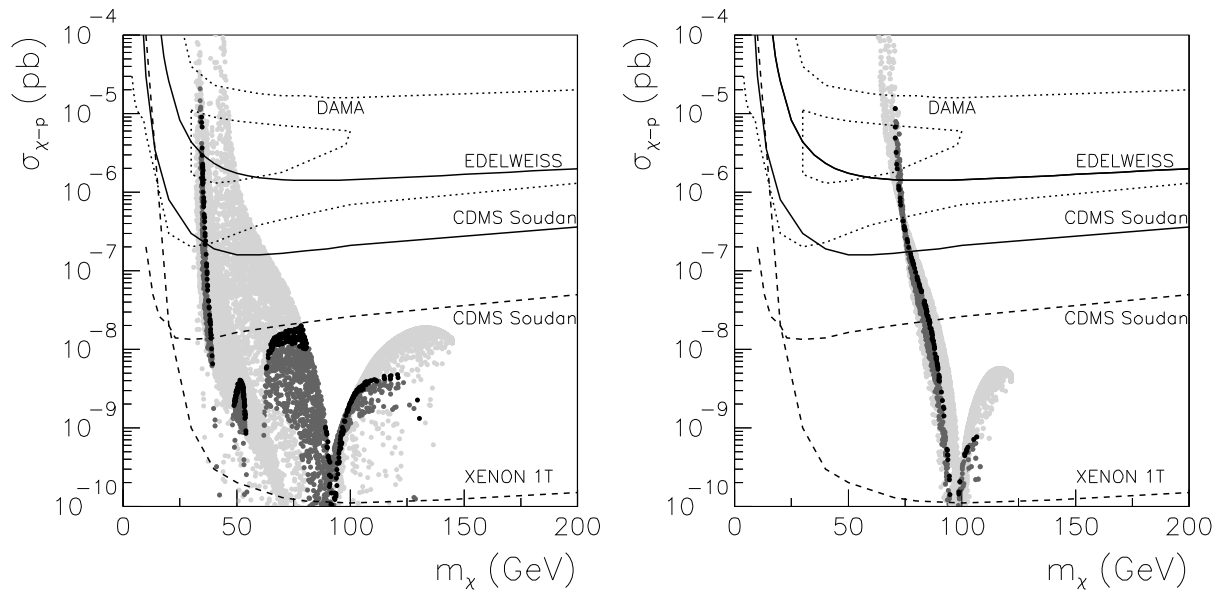 σχ-p (pb)
10-4
10-5
10-6
10-7
10-8
10-9
10-10
DAMA
EDELWEISS
CDMS Soudan
CDMS Soudan
XENON 1T
0 50 100 150 200
mχ (GeV)
σχ-p (pb)
10-4
10-5
10-6
10-7
10-8
10-9
10-10
DAMA
EDELWEISS
CDMS Soudan
CDMS Soudan
XENON 1T
0 50 100 150 200
mχ (GeV)